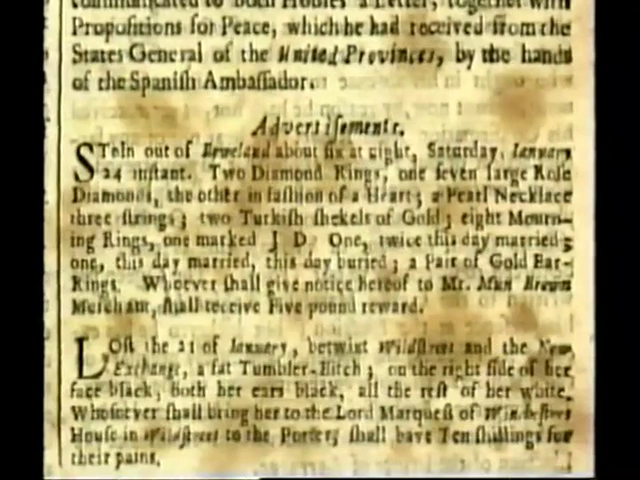 communicated to both Houses a Letter, together with
Propositions for Peace, which he had received from the
States General of the United Provinces, by the hands
of the Spanish Ambassador.
Advertisements.
SToln out of about six at night, Saturday, January
24 instant. Two Diamond Rings, one seven large Rose
Diamonds, the other in fashion of a Heart; a Pearl Necklace
three strings; two Turkish shekels of Gold; eight Mourn-
ing Rings, one marked J D. One, twice this day married;
one, this day married, this day buried; a Pair of Gold Ear-
Rings. Whoever shall give notice hereof to Mr. Brown
Merchant, shall receive Five pound reward.
LOst the 21 of January, betwixt Wildstreet and the New
Exchange, a fat Tumbler-Bitch; on the right side of her
face black, both her ears black, all the rest of her white.
Whosoever shall bring her to the Lord Marquess of Winchesters
House in Wildstreet to the Porter, shall have Ten shillings for
their pains.